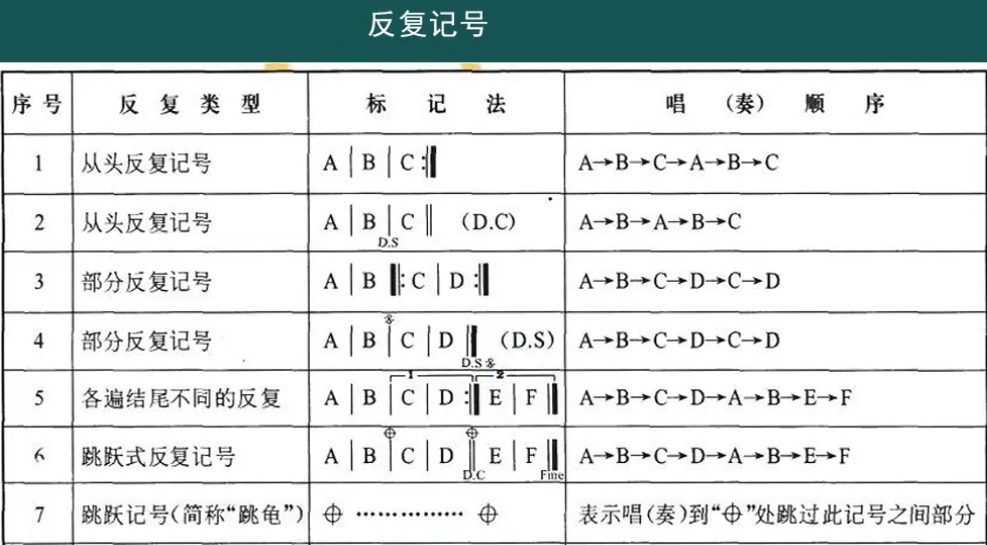 反复记号
序号 反复类型 标记法 唱(奏)顺序
1 从头反复记号 A | B | C :‖ A→B→C→A→B→C
2 从头反复记号 A | B | C ‖ (D.C) A→B→A→B→C
D.S
3 部分反复记号 A | B ‖: C | D :‖ A→B→C→D→C→D
4 部分反复记号 A | B | C | D ‖ (D.S) A→B→C→D→C→D
D.S 𝄋
1 2
5 各遍结尾不同的反复 A | B | C | D :‖ E | F ‖ A→B→C→D→A→B→E→F
6 跳跃式反复记号 A | B | C | D ‖ E | F ‖ A→B→C→D→A→B→E→F
D.C Fine
7 跳跃记号(简称“跳龟”) 𝄌 …………… 𝄌 表示唱(奏)到“𝄌”处跳过此记号之间部分